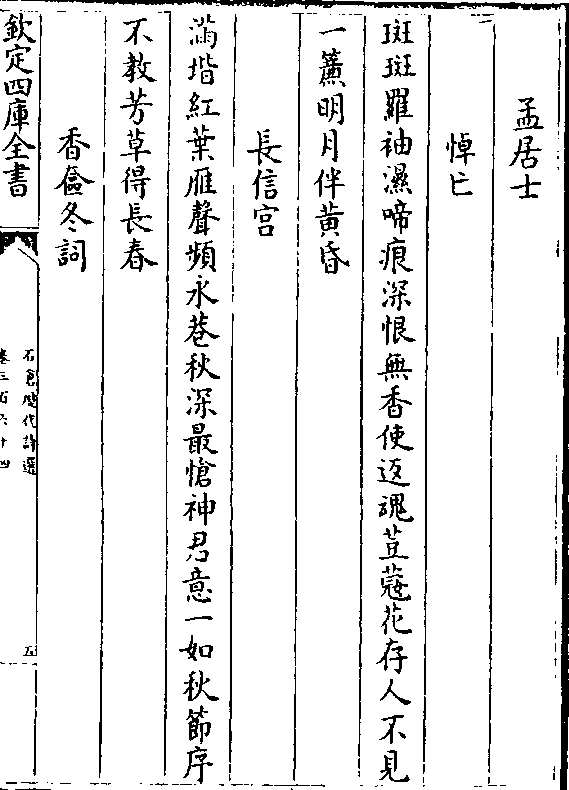 孟居士
悼亡
斑斑羅袖濕啼痕深恨無香使返魂荳蔻花存人不見
一簾明月伴黃昏
長信宫
滿堦紅葉雁聲頻永巷秋深最愴神君意一如秋節序
不教芳草得長春
香奩冬詞
欽定四庫全書
石倉歴代詩選
卷三百六十四
五